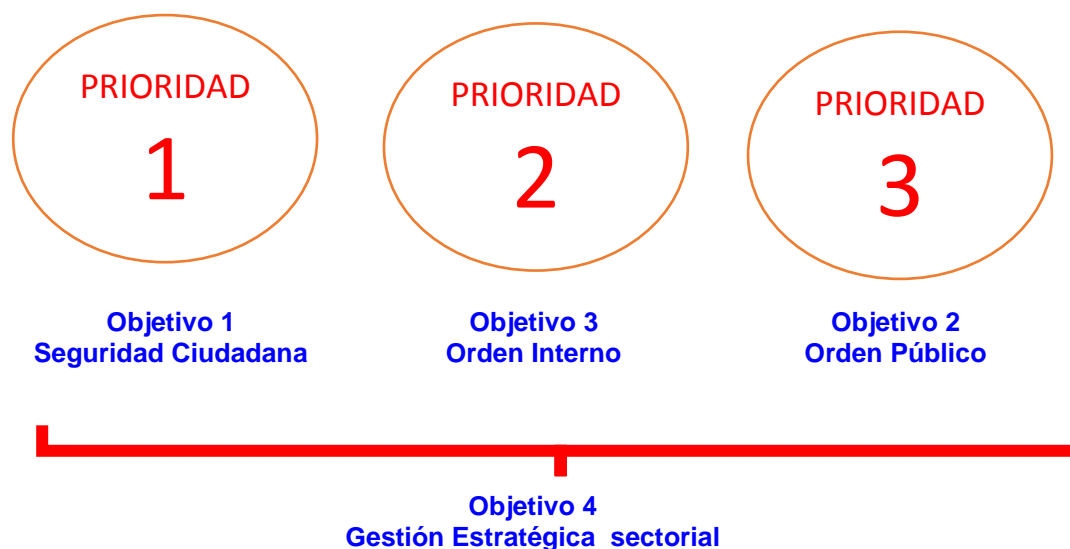 PRIORIDAD
1
PRIORIDAD
2
PRIORIDAD
3
Objetivo 1
Seguridad Ciudadana
Objetivo 3
Orden Interno
Objetivo 2
Orden Público
Objetivo 4
Gestión Estratégica  sectorial